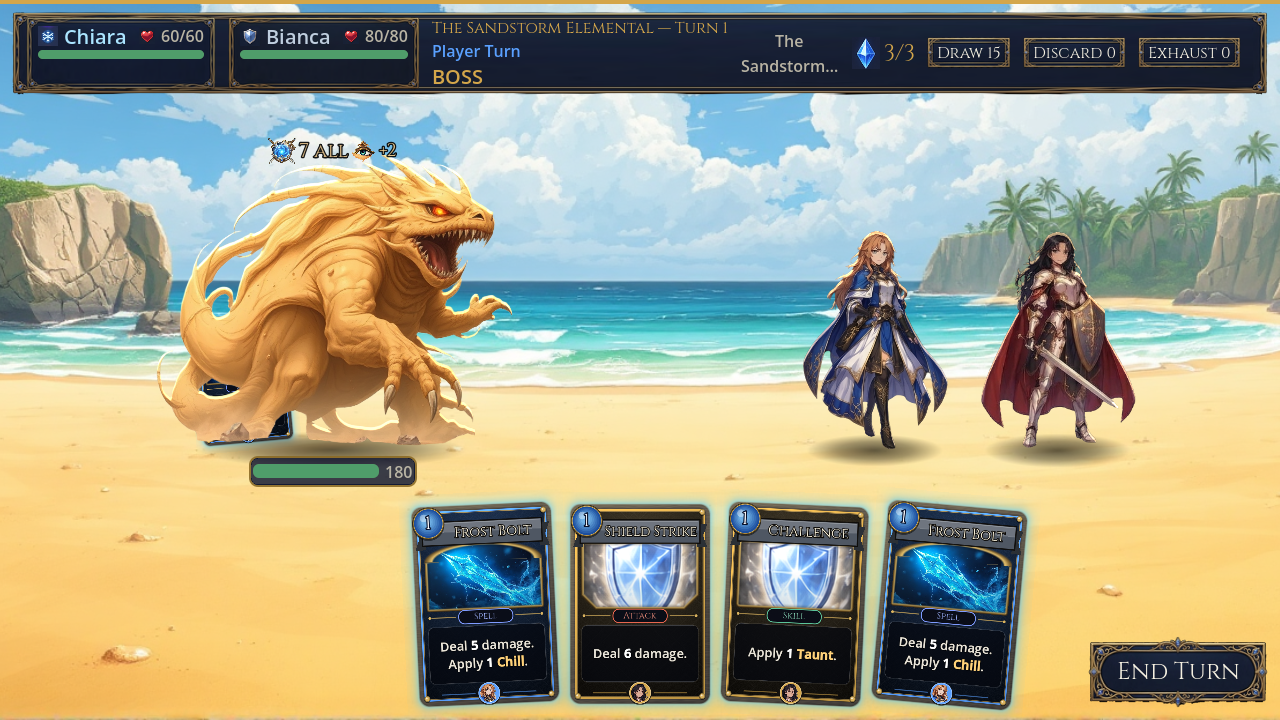 Chiara 60/60
Bianca 80/80
The Sandstorm Elemental — Turn 1
Player Turn
BOSS
The
Sandstorm...
3/3
Draw 15
Discard 0
Exhaust 0
7 ALL +2
180
1
Frost Bolt
Spell
Deal 5 damage.
Apply 1 Chill.
1
Shield Strike
Attack
Deal 6 damage.
1
Challenge
Skill
Apply 1 Taunt.
1
Frost Bolt
Spell
Deal 5 damage.
Apply 1 Chill.
End Turn